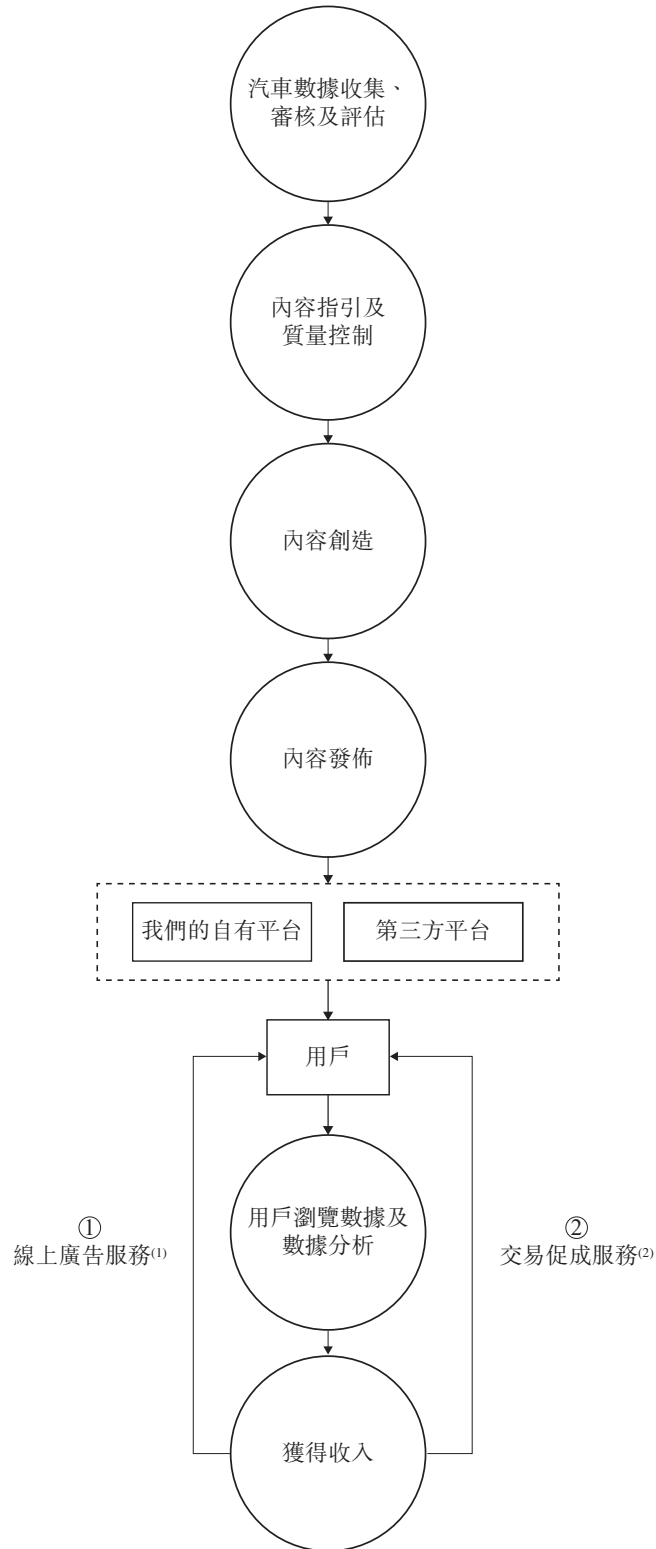 汽車數據收集、
審核及評估
內容指引及
質量控制
內容創造
內容發佈
我們的自有平台
第三方平台
用戶
①
線上廣告服務(1)
用戶瀏覽數據及
數據分析
②
交易促成服務(2)
獲得收入